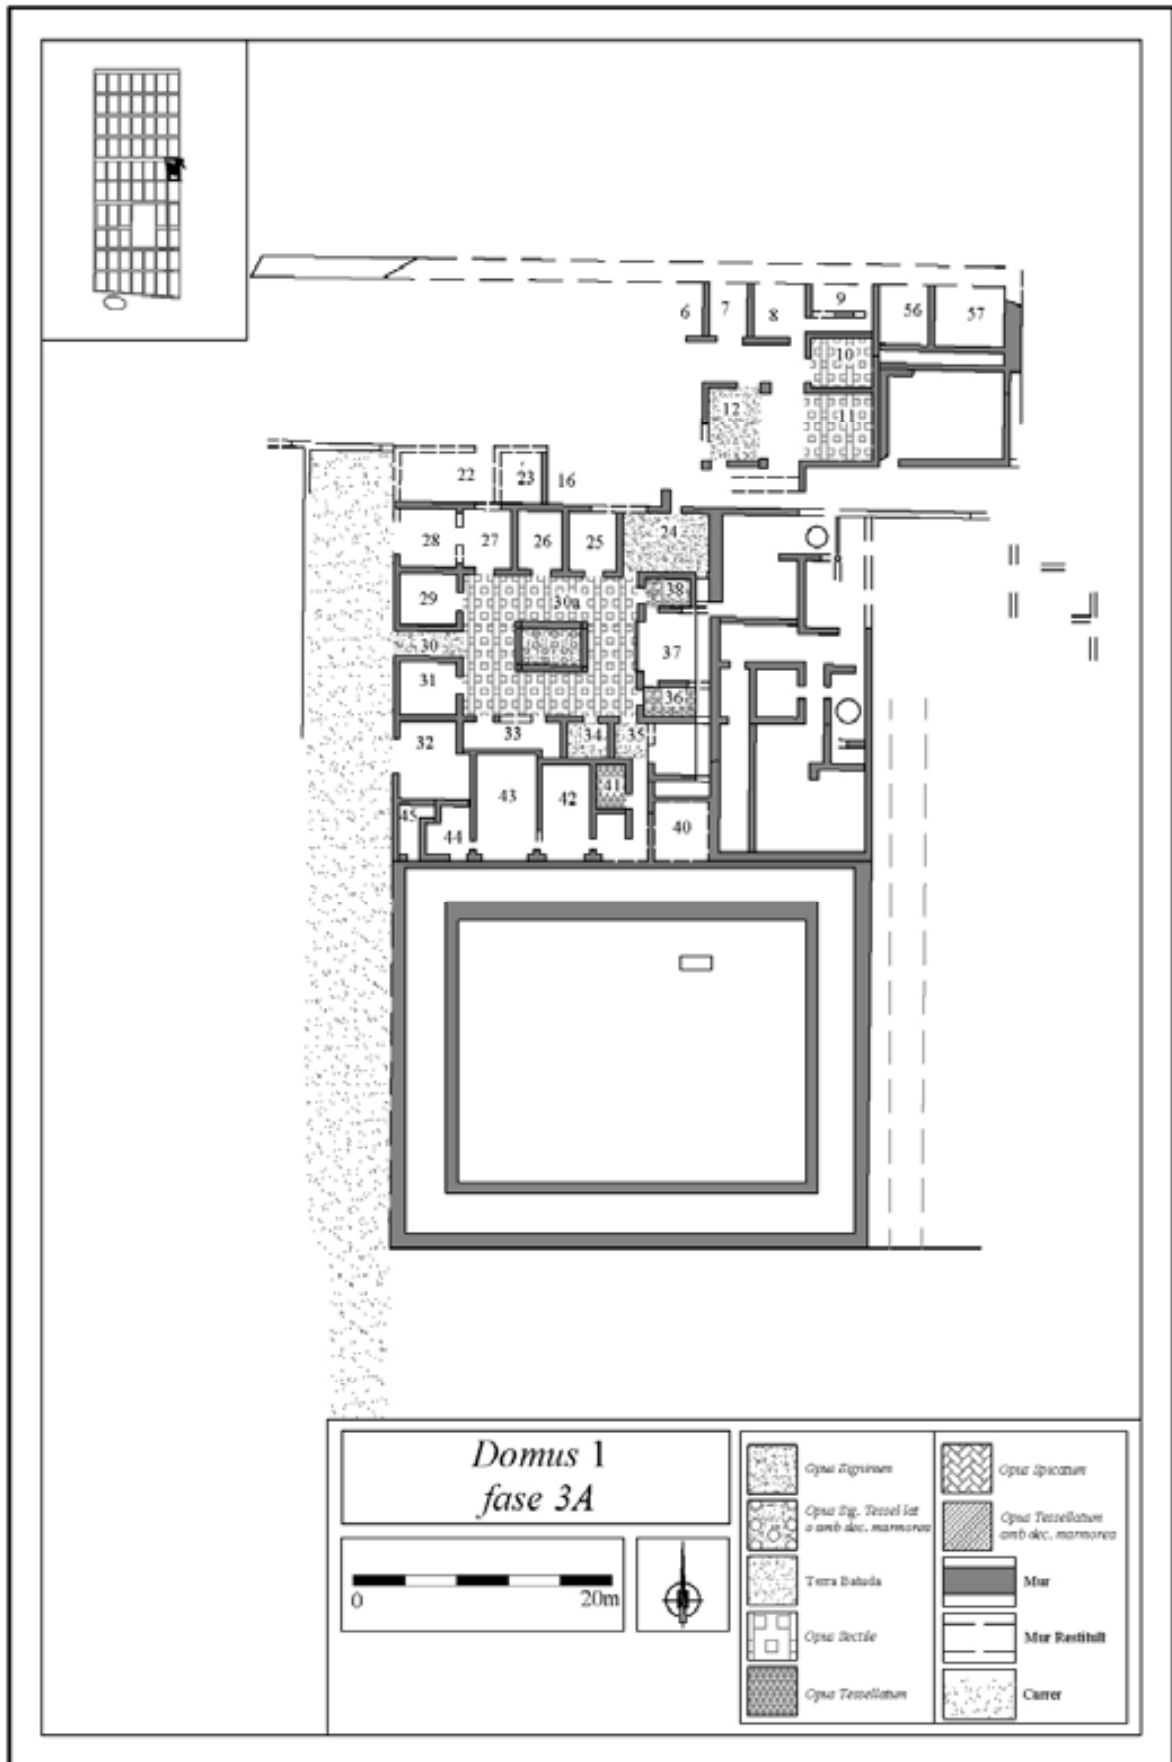 6
7
8
9
56
57
10
11
12
22
23
16
28
27
26
25
24
29
30a
38
30
37
31
36
32
33
34
35
43
42
41
45
44
40
Domus 1
fase 3A
0
20m
Opus Signinum
Opus Sig. Tessel lat
o amb dec. marmorea
Terra Batuda
Opus Sectile
Opus Tessellatum
Opus Spicatum
Opus Tessellatum
amb dec. marmorea
Mur
Mur Restituït
Carrer